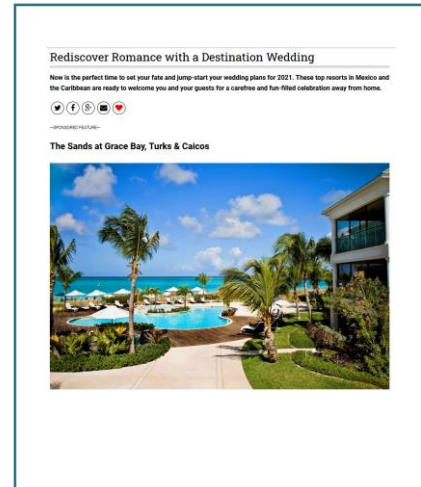 Rediscover Romance with a Destination Wedding
Now is the perfect time to set your fate and jump-start your wedding plans for 2021. These top resorts in Mexico and
the Caribbean are ready to welcome you and your guests for a carefree and fun-filled celebration away from home.
—SPONSORED FEATURE—
The Sands at Grace Bay, Turks & Caicos